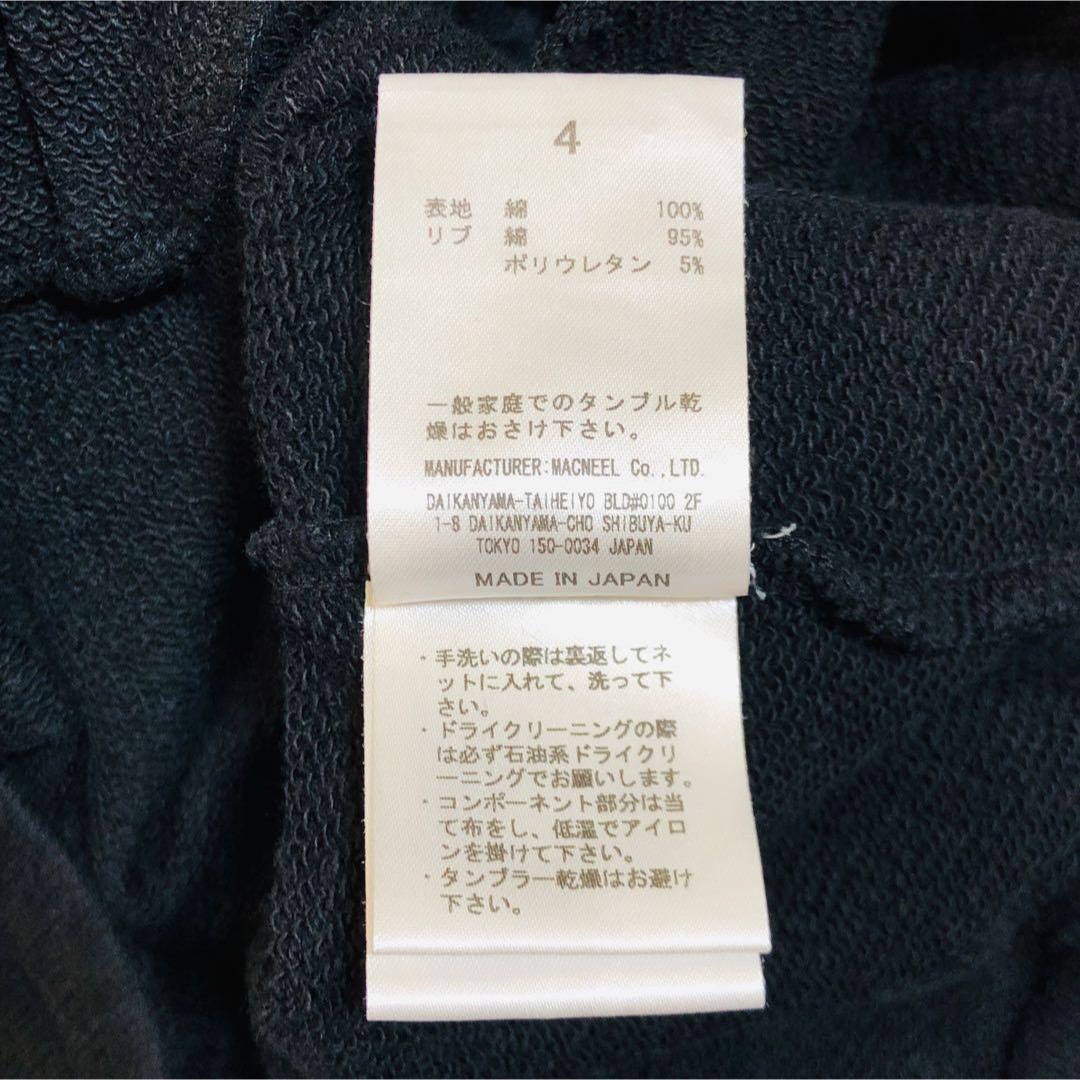 4
表地 綿 100%
リブ 綿 95%
ポリウレタン 5%
一般家庭でのタンブル乾
燥はおさけ下さい。
MANUFACTURER:MACNEEL Co.,LTD.
DAIKANYAMA-TAIHEIYO BLD#0100 2F
1-8 DAIKANYAMA-CHO SHIBUYA-KU
TOKYO 150-0034 JAPAN
MADE IN JAPAN
・手洗いの際は裏返してネ
ットに入れて、洗って下
さい。
・ドライクリーニングの際
は必ず石油系ドライクリ
ーニングでお願いします。
・コンポーネント部分は当
て布をし、低温でアイロ
ンを掛けて下さい。
・タンブラー乾燥はお避け
下さい。